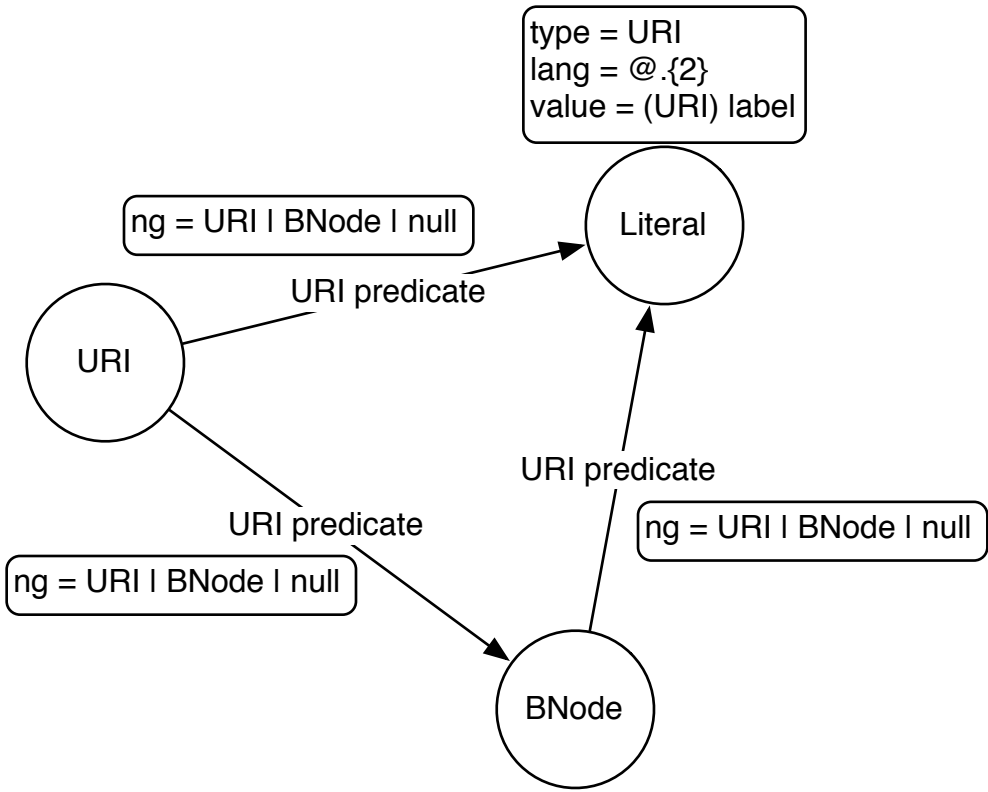 type = URI
lang = @.{2}
value = (URI) label
Literal
ng = URI | BNode | null
URI predicate
URI
URI predicate
URI predicate
ng = URI | BNode | null
ng = URI | BNode | null
BNode